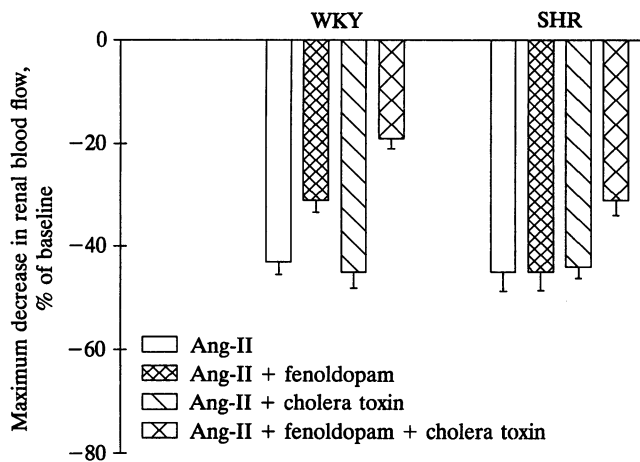 WKY SHR
Maximum decrease in renal blood flow,
% of baseline
0
−20
−40
−60
−80
Ang-II
Ang-II + fenoldopam
Ang-II + cholera toxin
Ang-II + fenoldopam + cholera toxin